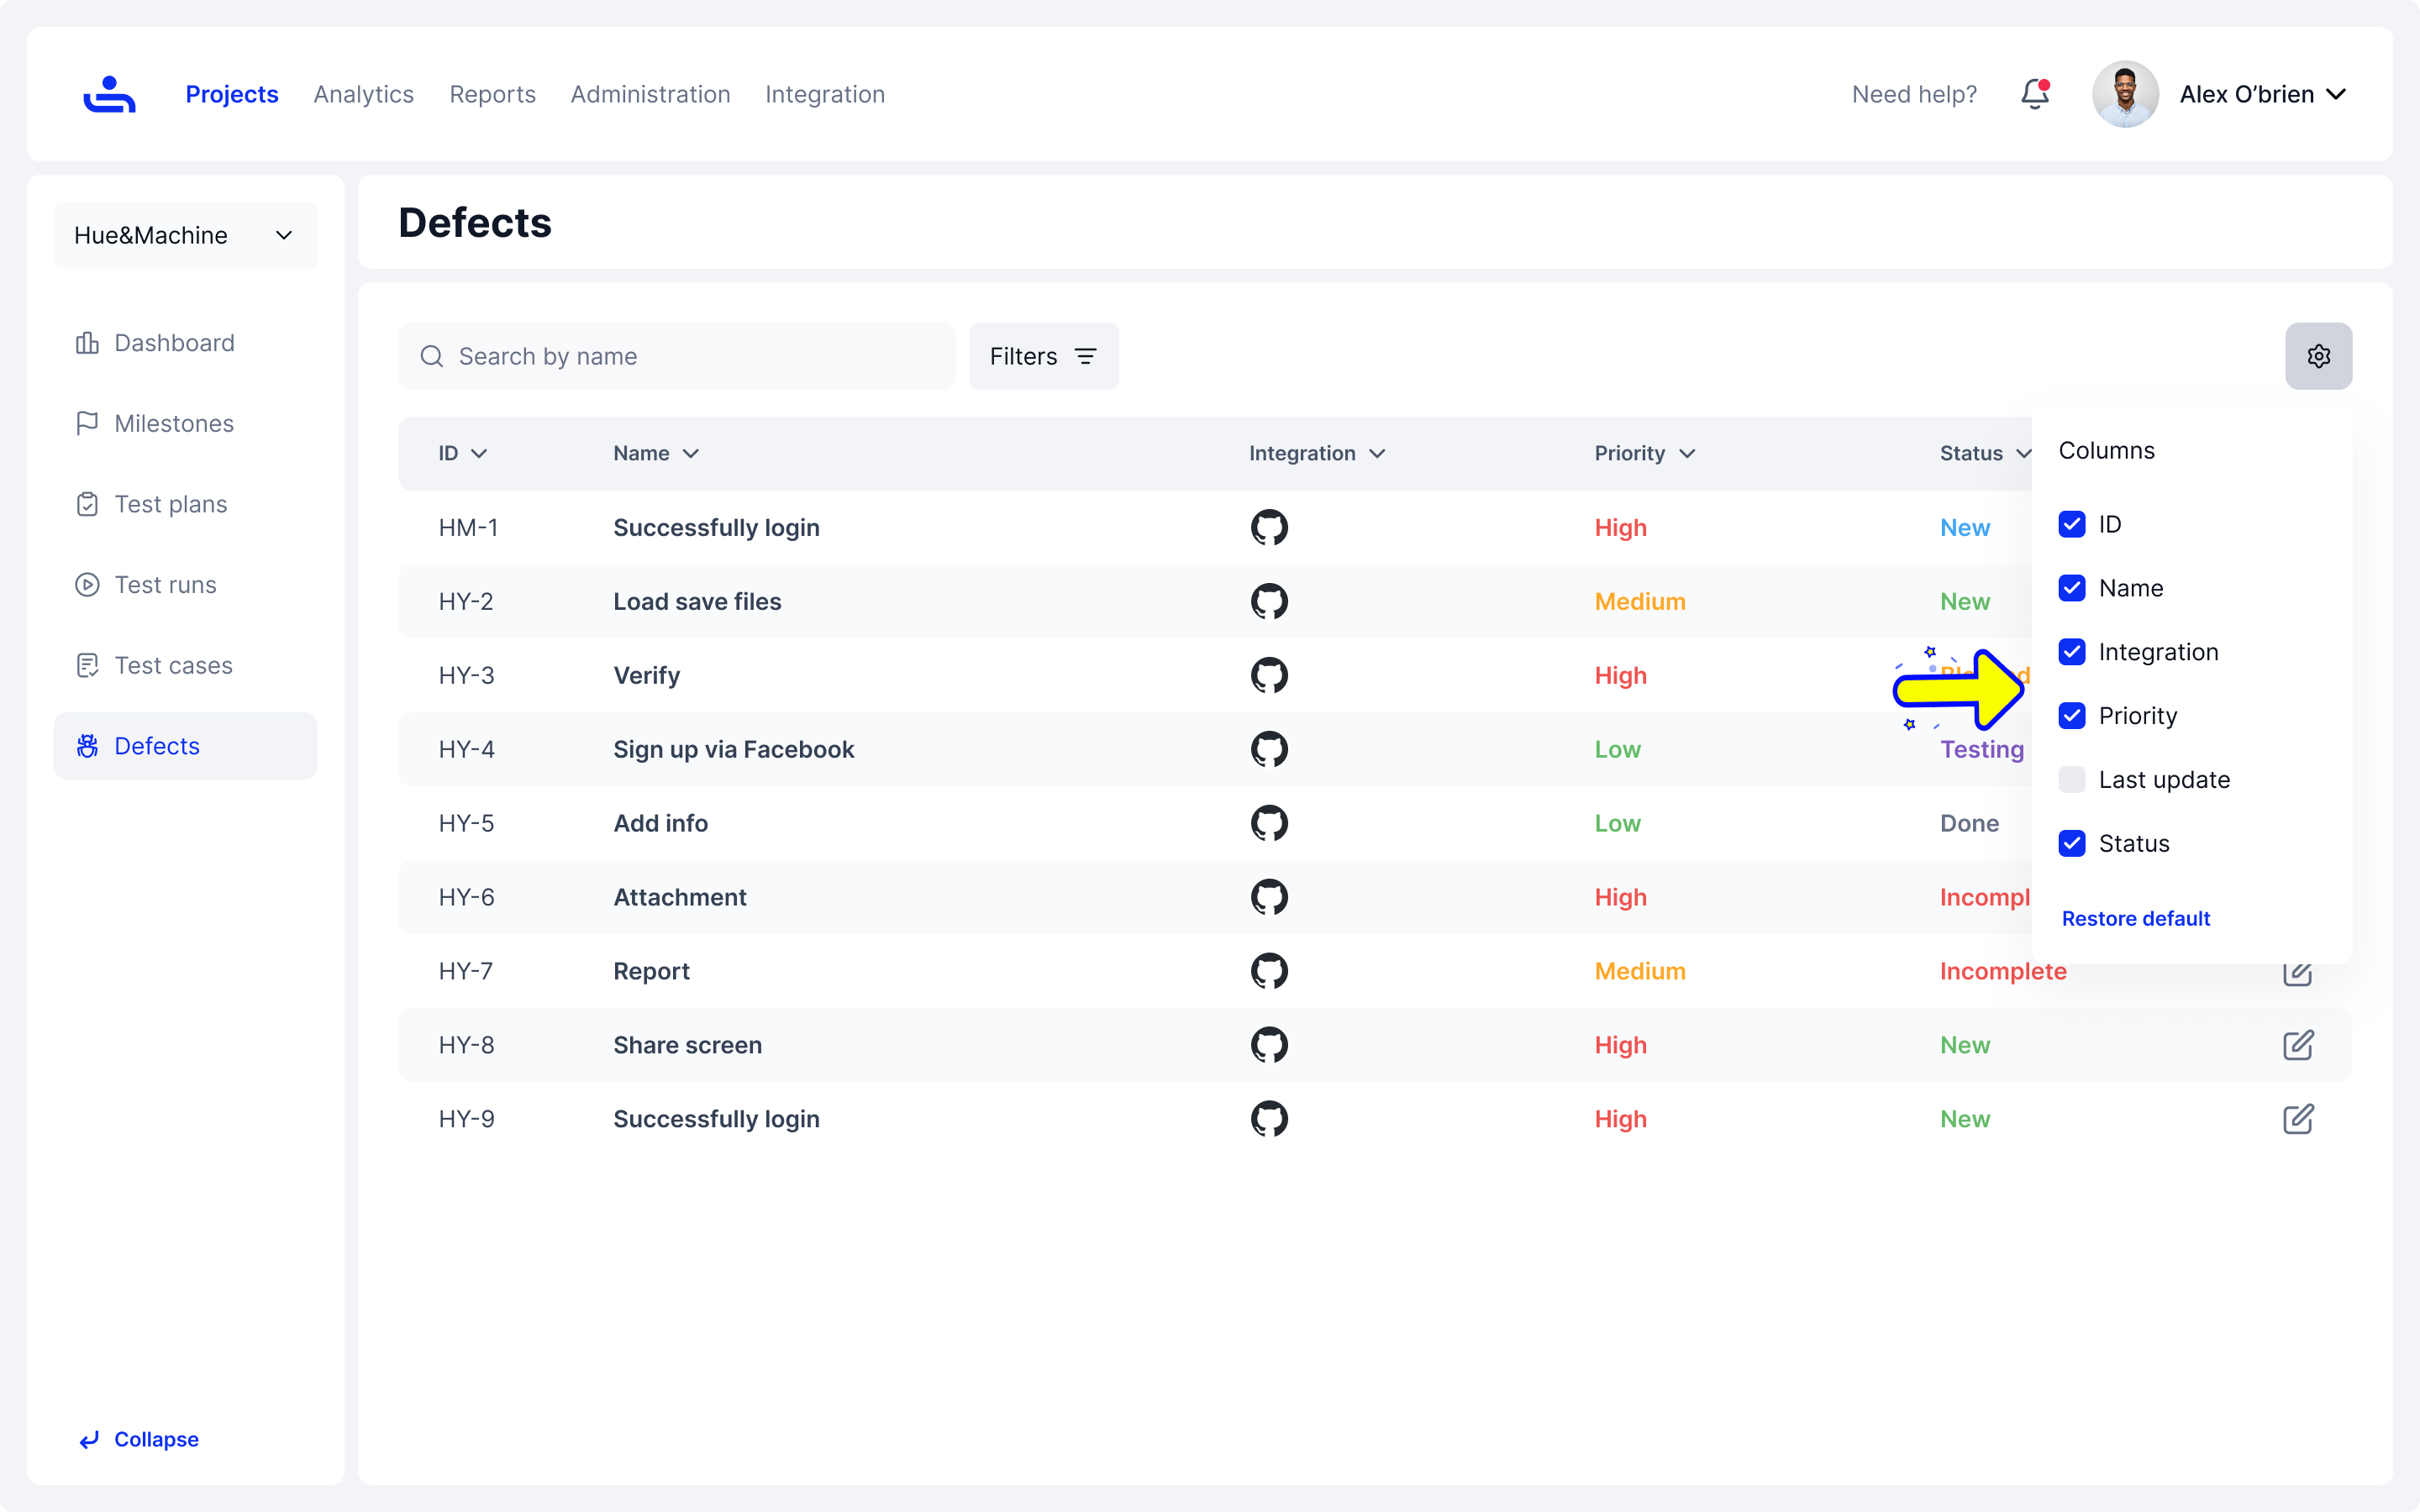 Projects Analytics Reports Administration Integration Need help? Alex O’brien
Hue&Machine
Dashboard
Milestones
Test plans
Test runs
Test cases
Defects
Collapse
Defects
Search by name Filters
ID Name Integration Priority Status
HM-1 Successfully login High New
HY-2 Load save files Medium New
HY-3 Verify High
HY-4 Sign up via Facebook Low Testing
HY-5 Add info Low Done
HY-6 Attachment High Incompl
HY-7 Report Medium Incomplete
HY-8 Share screen High New
HY-9 Successfully login High New
Columns
ID
Name
Integration
Priority
Last update
Status
Restore default